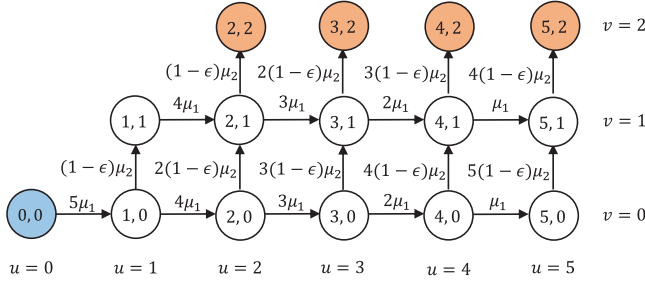 2, 2 3, 2 4, 2 5, 2 v = 2
(1−ϵ)μ₂ 2(1−ϵ)μ₂ 3(1−ϵ)μ₂ 4(1−ϵ)μ₂
1, 1 4μ₁ 2, 1 3μ₁ 3, 1 2μ₁ 4, 1 μ₁ 5, 1 v = 1
(1−ϵ)μ₂ 2(1−ϵ)μ₂ 3(1−ϵ)μ₂ 4(1−ϵ)μ₂ 5(1−ϵ)μ₂
0, 0 5μ₁ 1, 0 4μ₁ 2, 0 3μ₁ 3, 0 2μ₁ 4, 0 μ₁ 5, 0 v = 0
u = 0 u = 1 u = 2 u = 3 u = 4 u = 5